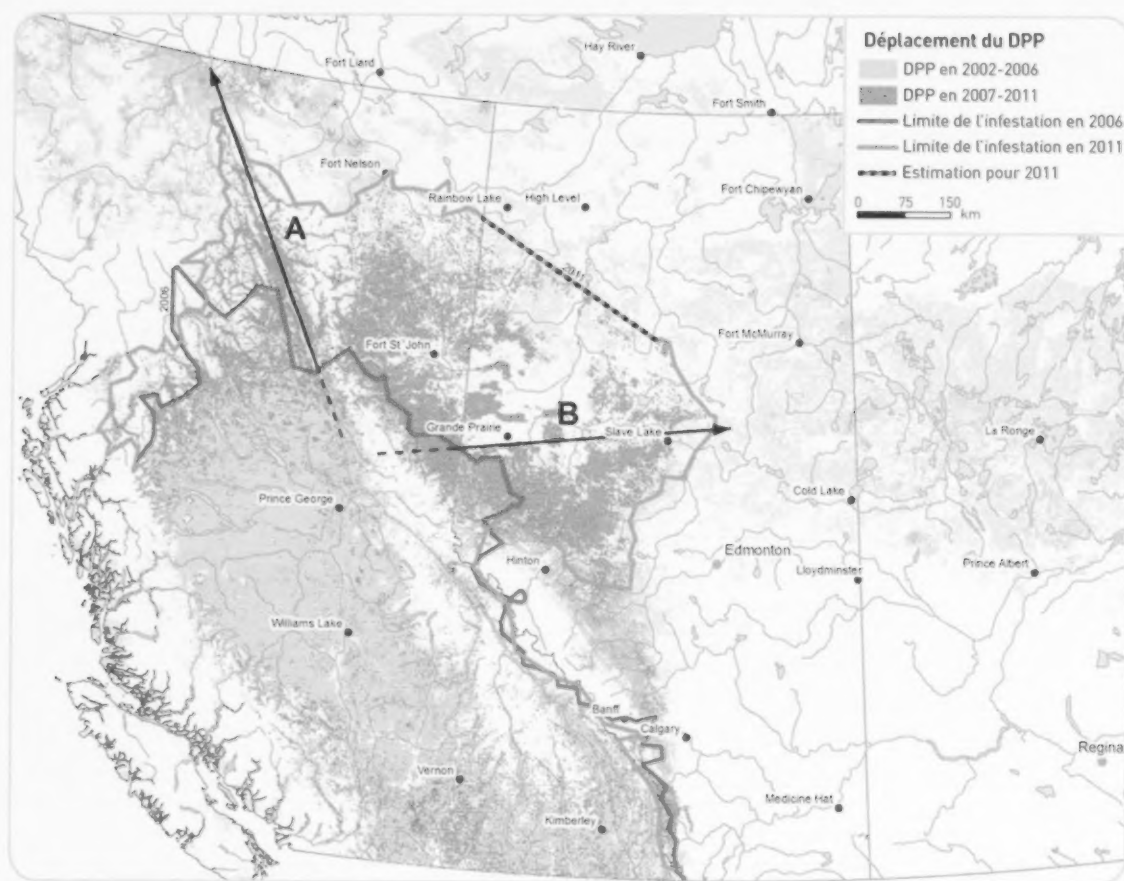 Déplacement du DPP
DPP en 2002-2006
DPP en 2007-2011
Limite de l'infestation en 2006
Limite de l'infestation en 2011
Estimation pour 2011
0 75 150 km
Hay River
Fort Liard
Fort Smith
Fort Nelson
Rainbow Lake
High Level
Fort Chipewyan
A
2011
2006
Fort St. John
Fort McMurray
B
Grande Prairie
Slave Lake
La Ronge
Prince George
Cold Lake
Hinton
Edmonton
Lloydminster
Prince Albert
Williams Lake
Banff
Calgary
Regina
Vernon
Medicine Hat
Kimberley